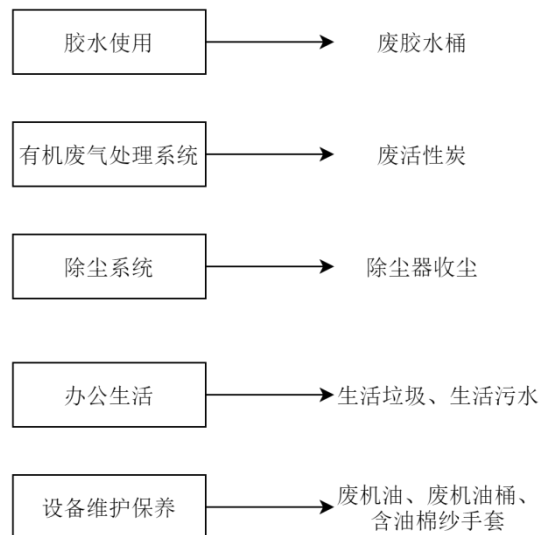 胶水使用
废胶水桶
有机废气处理系统
废活性炭
除尘系统
除尘器收尘
办公生活
生活垃圾、生活污水
设备维护保养
废机油、废机油桶、
含油棉纱手套